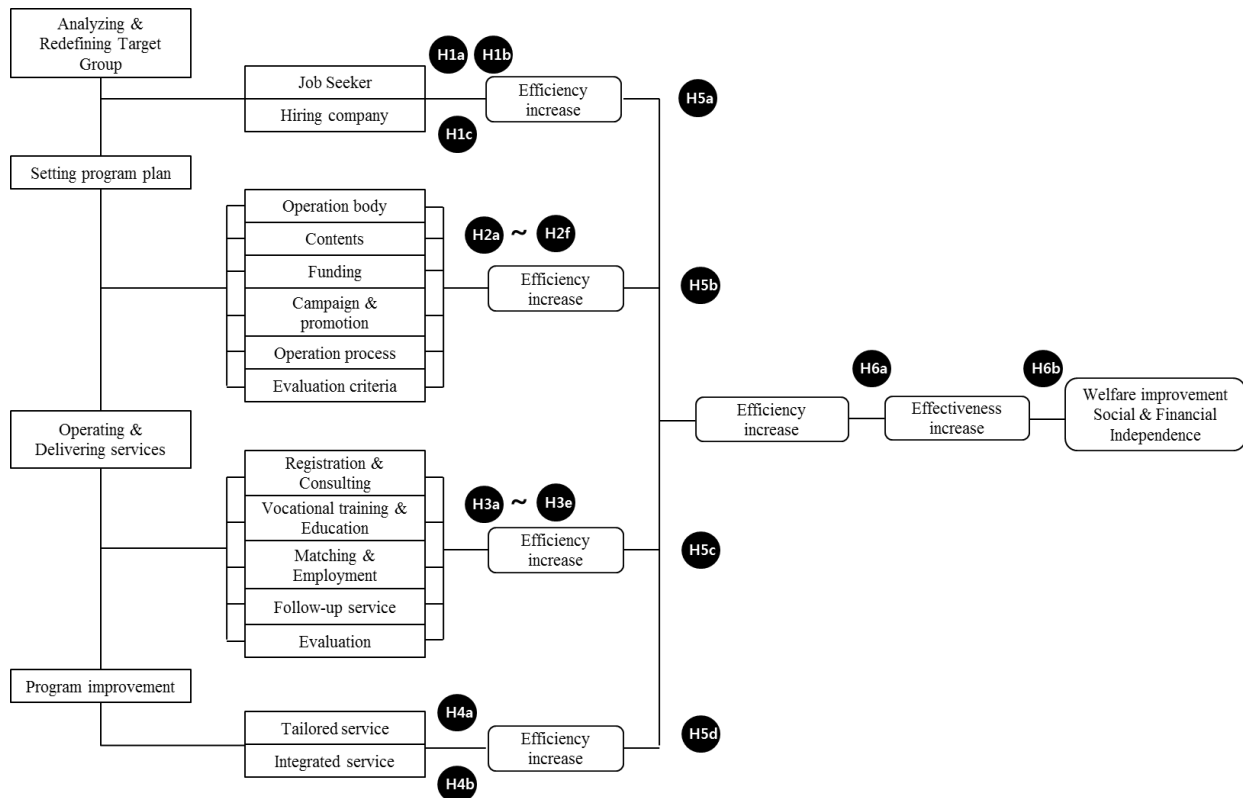 Analyzing &
Redefining Target
Group
H1a H1b
Job Seeker
Hiring company
Efficiency
increase
H5a
H1c
Setting program plan
Operation body
Contents
Funding
Campaign &
promotion
Operation process
Evaluation criteria
H2a ~ H2f
Efficiency
increase
H5b
Operating &
Delivering services
Registration &
Consulting
Vocational training &
Education
Matching &
Employment
Follow-up service
Evaluation
H3a ~ H3e
Efficiency
increase
H5c
Program improvement
Tailored service
Integrated service
H4a
H4b
Efficiency
increase
H5d
Efficiency
increase
H6a
Effectiveness
increase
H6b
Welfare improvement
Social & Financial
Independence